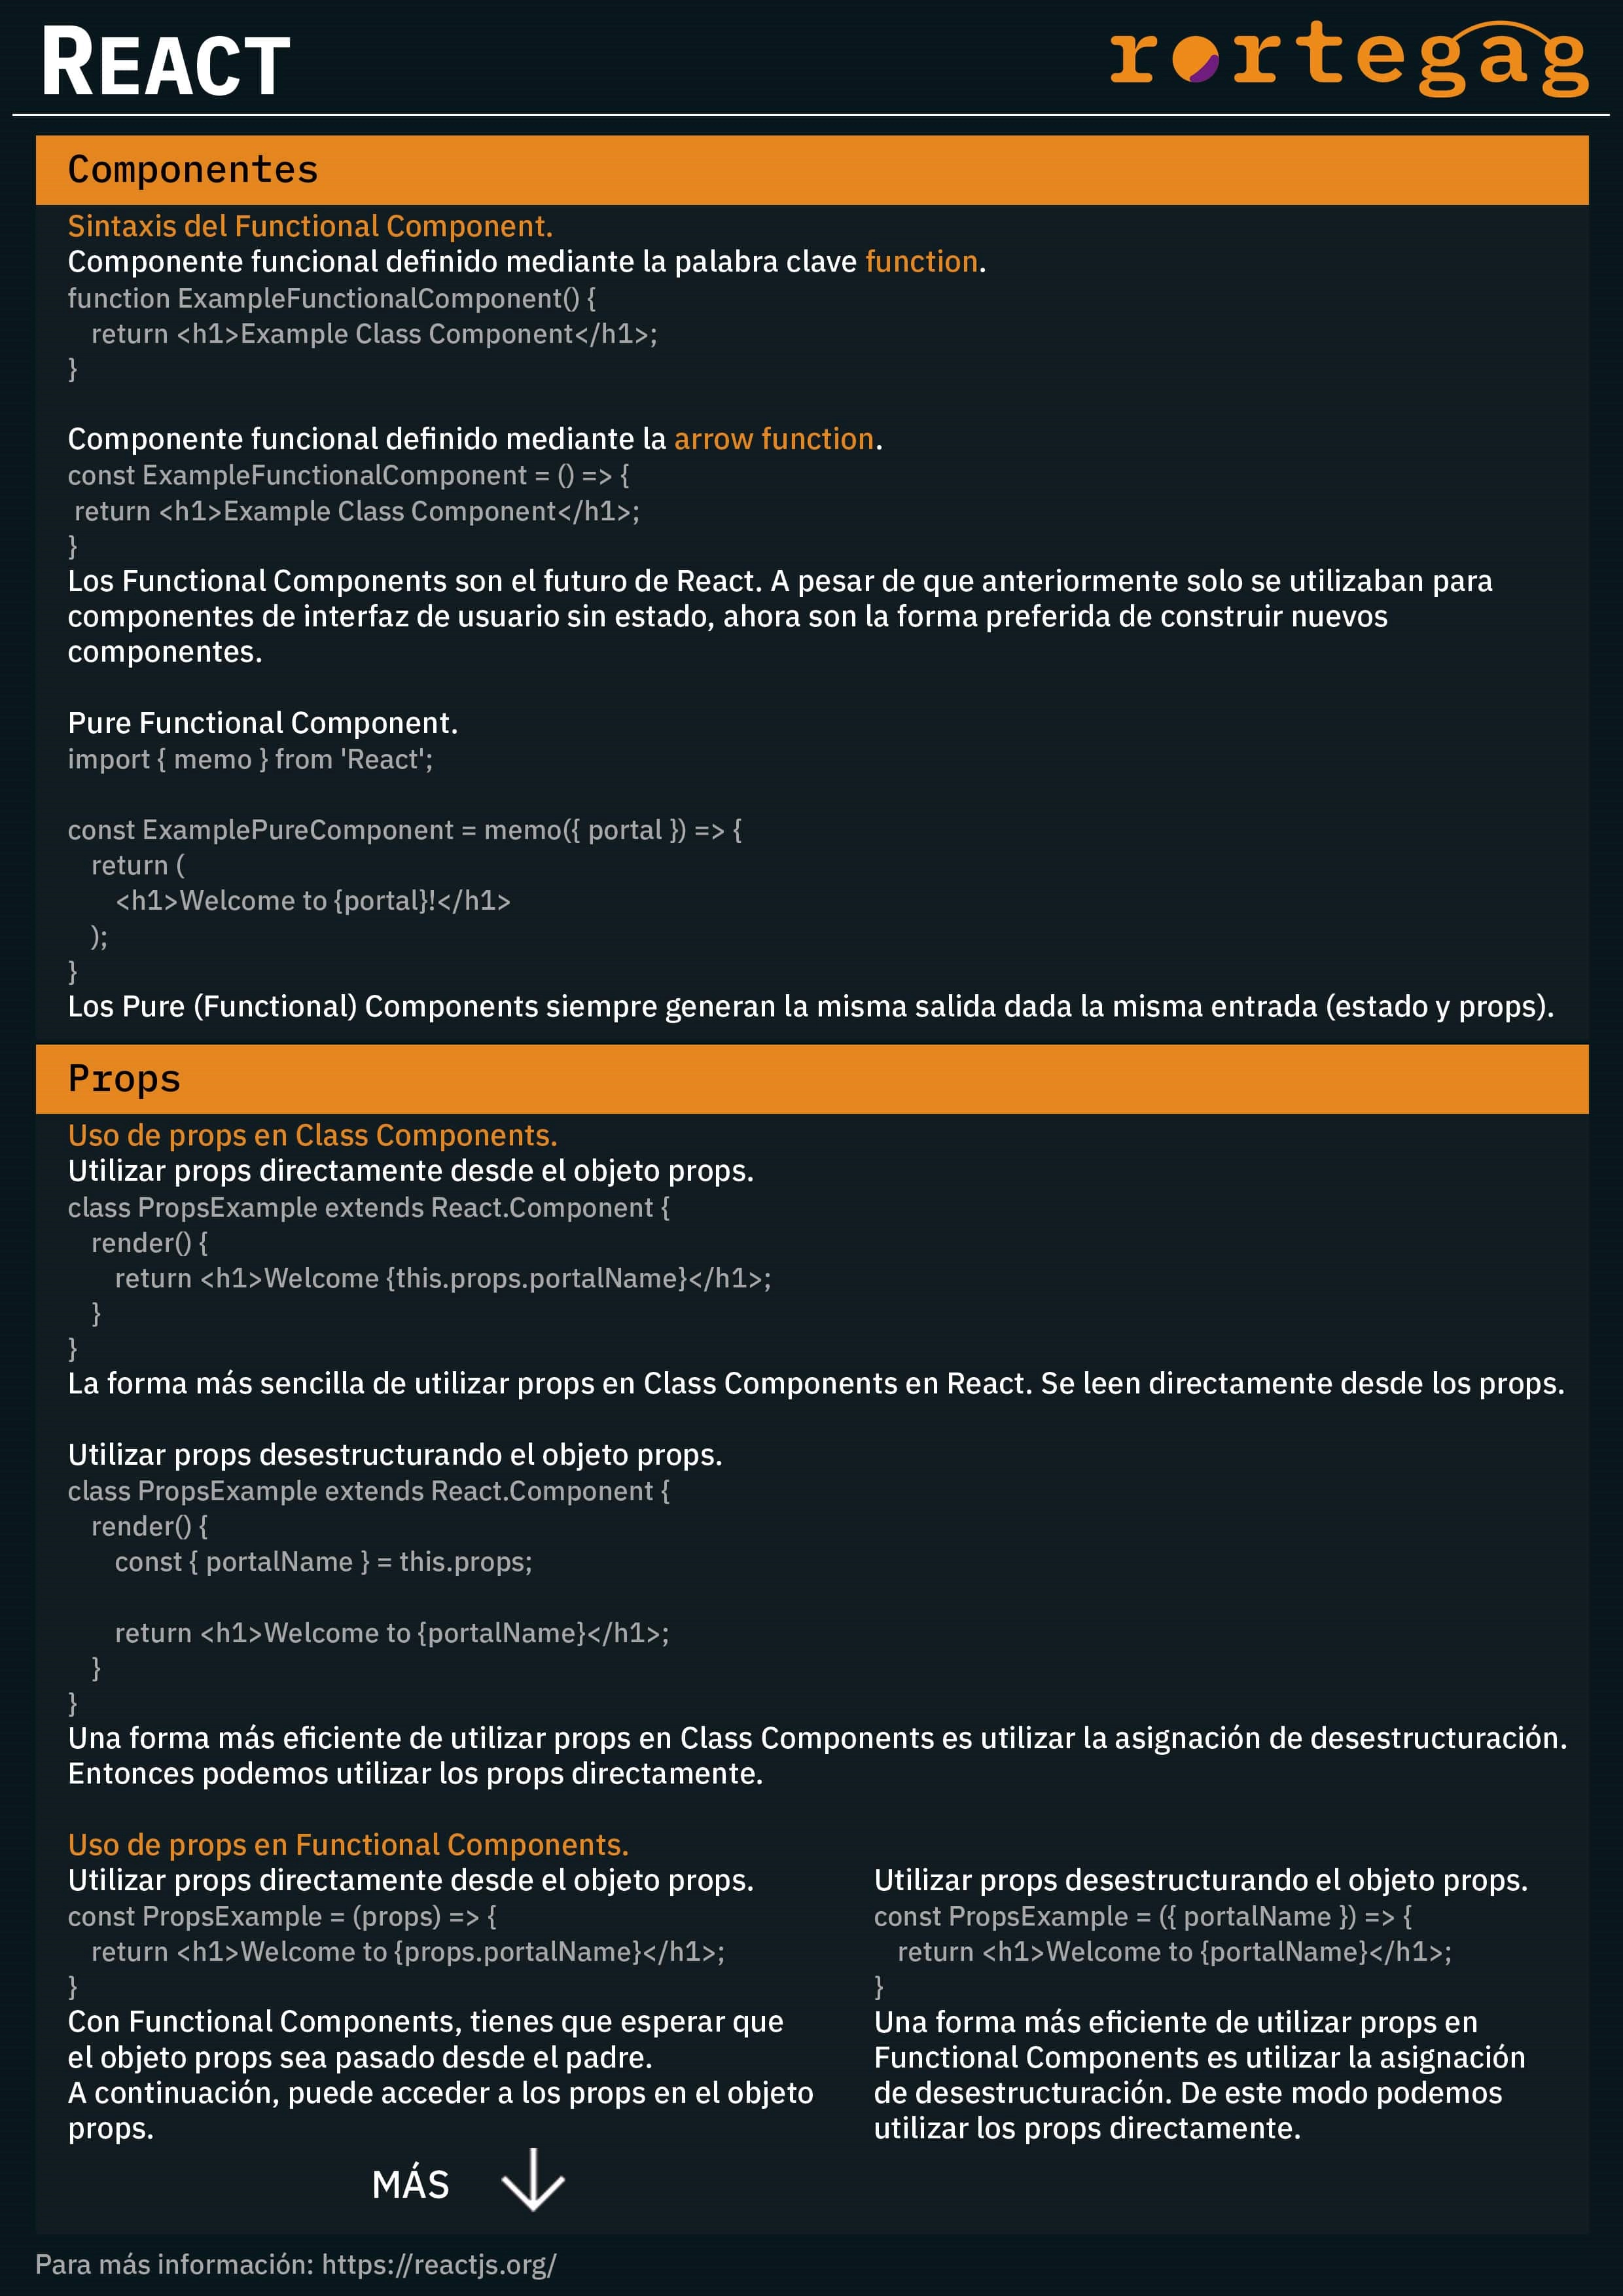 REACT
rortegag
Componentes
Sintaxis del Functional Component.
Componente funcional definido mediante la palabra clave function.
function ExampleFunctionalComponent() {
return <h1>Example Class Component</h1>;
}
Componente funcional definido mediante la arrow function.
const ExampleFunctionalComponent = () => {
return <h1>Example Class Component</h1>;
}
Los Functional Components son el futuro de React. A pesar de que anteriormente solo se utilizaban para
componentes de interfaz de usuario sin estado, ahora son la forma preferida de construir nuevos
componentes.
Pure Functional Component.
import { memo } from 'React';
const ExamplePureComponent = memo({ portal }) => {
return (
<h1>Welcome to {portal}!</h1>
);
}
Los Pure (Functional) Components siempre generan la misma salida dada la misma entrada (estado y props).
Props
Uso de props en Class Components.
Utilizar props directamente desde el objeto props.
class PropsExample extends React.Component {
render() {
return <h1>Welcome {this.props.portalName}</h1>;
}
}
La forma más sencilla de utilizar props en Class Components en React. Se leen directamente desde los props.
Utilizar props desestructurando el objeto props.
class PropsExample extends React.Component {
render() {
const { portalName } = this.props;
return <h1>Welcome to {portalName}</h1>;
}
}
Una forma más eficiente de utilizar props en Class Components es utilizar la asignación de desestructuración.
Entonces podemos utilizar los props directamente.
Uso de props en Functional Components.
Utilizar props directamente desde el objeto props.
const PropsExample = (props) => {
return <h1>Welcome to {props.portalName}</h1>;
}
Con Functional Components, tienes que esperar que
el objeto props sea pasado desde el padre.
A continuación, puede acceder a los props en el objeto
props.
Utilizar props desestructurando el objeto props.
const PropsExample = ({ portalName }) => {
return <h1>Welcome to {portalName}</h1>;
}
Una forma más eficiente de utilizar props en
Functional Components es utilizar la asignación
de desestructuración. De este modo podemos
utilizar los props directamente.
MÁS
Para más información: https://reactjs.org/